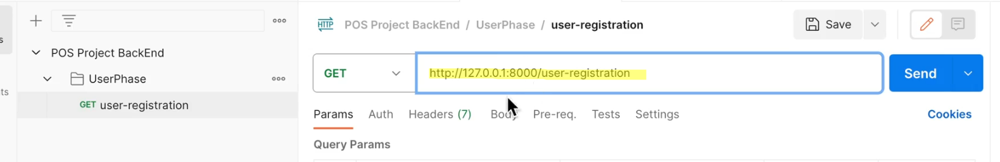 s
ts
POS Project BackEnd
UserPhase
GET user-registration
HTTP POS Project BackEnd / UserPhase / user-registration
Save
GET
http://127.0.0.1:8000/user-registration
Send
Params Auth Headers (7) Body Pre-req. Tests Settings
Cookies
Query Params